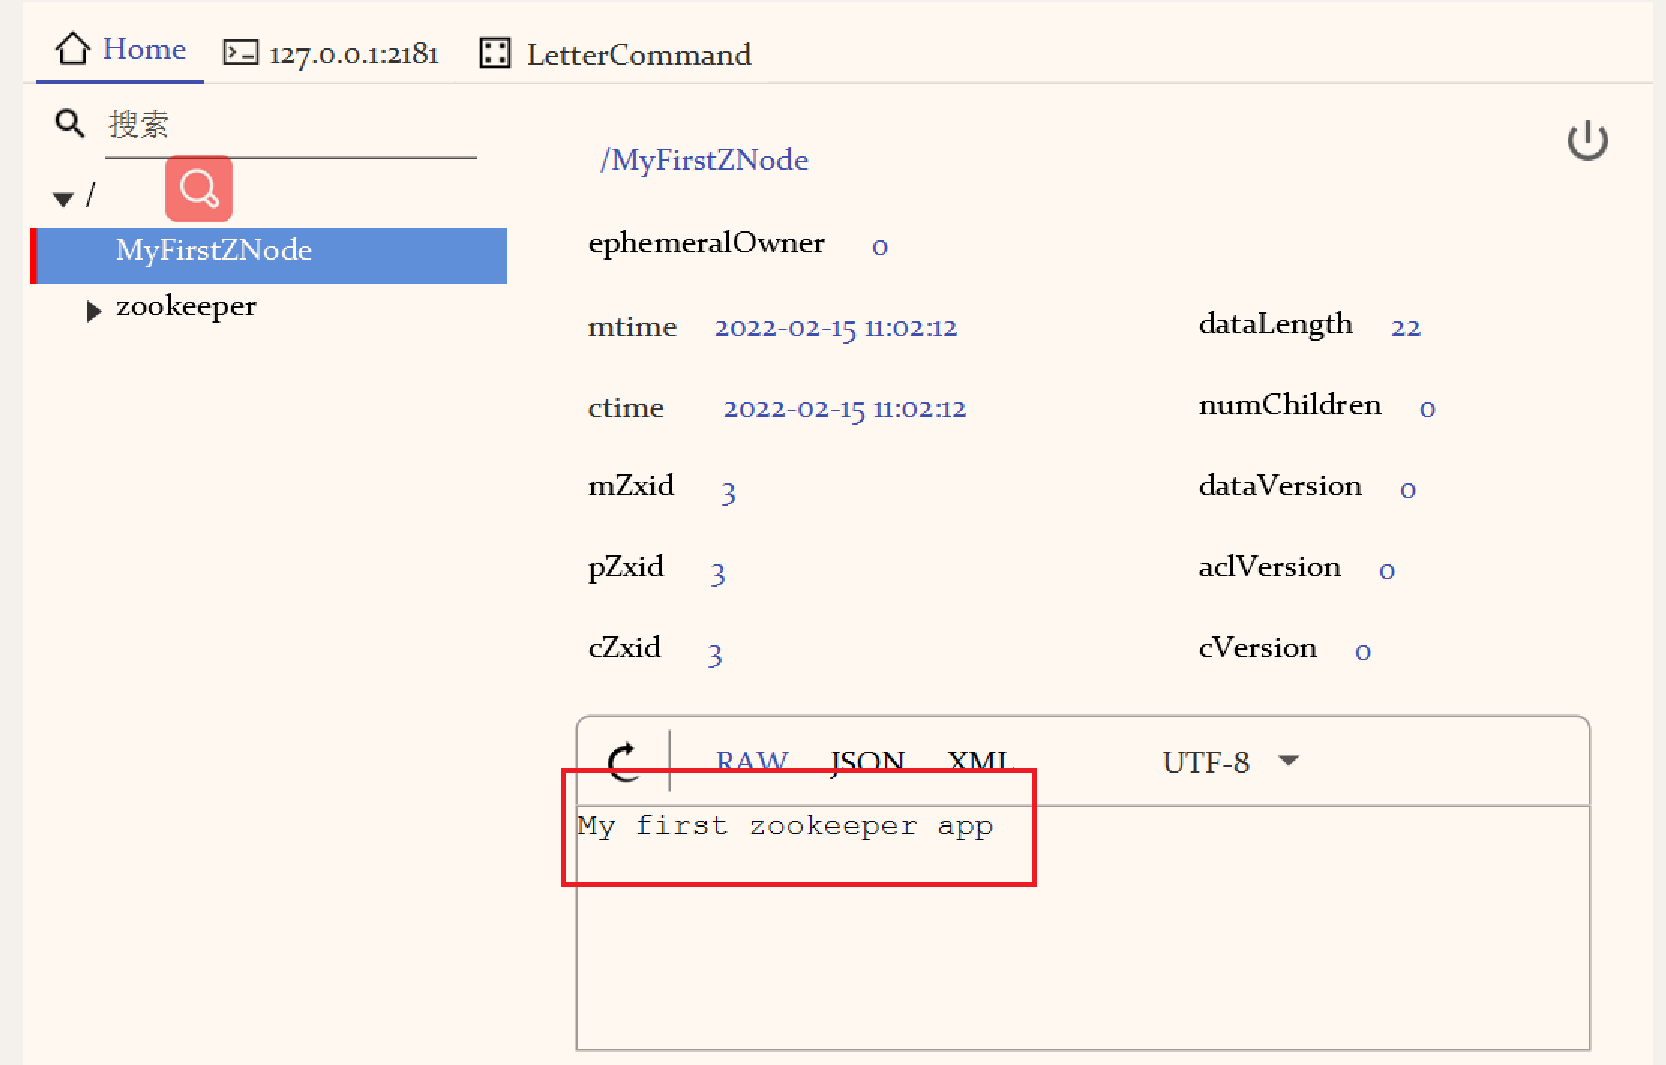 Home 127.0.0.1:2181 LetterCommand
搜索
/
MyFirstZNode
zookeeper
/MyFirstZNode
ephemeralOwner 0
mtime 2022-02-15 11:02:12 dataLength 22
ctime 2022-02-15 11:02:12 numChildren 0
mZxid 3 dataVersion 0
pZxid 3 aclVersion 0
cZxid 3 cVersion 0
RAW JSON XML UTF-8
My first zookeeper app